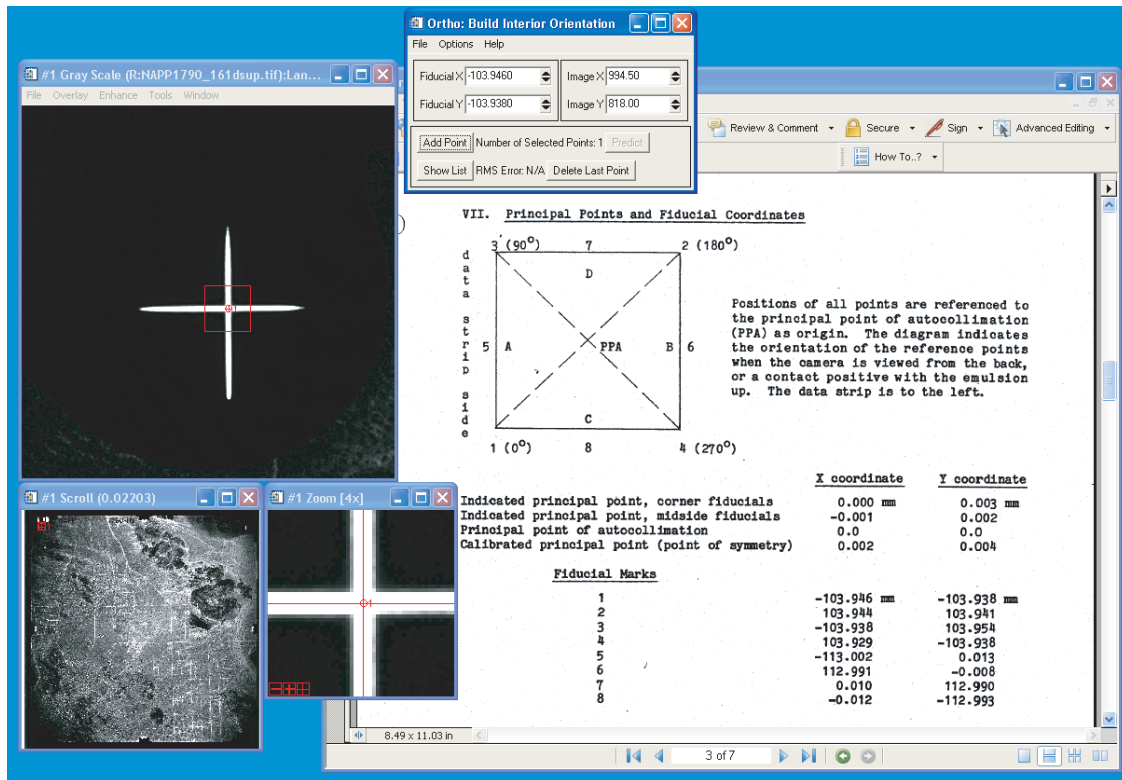 Ortho: Build Interior Orientation
File Options Help
Fiducial X -103.9460 Image X 994.50
Fiducial Y -103.9380 Image Y 818.00
Add Point Number of Selected Points: 1 Predict
Show List RMS Error: N/A Delete Last Point
#1 Gray Scale (R:NAPP1790_161dsup.tif):Lan...
File Overlay Enhance Tools Window
1
#1 Scroll (0.02203)
#1 Zoom [4x]
1
Review & Comment Secure Sign Advanced Editing
How To..?
VII. Principal Points and Fiducial Coordinates
3 (90°) 7 2 (180°)
data strip side
D
5 A PPA B 6
C
1 (0°) 8 4 (270°)
Positions of all points are referenced to
the principal point of autocollimation
(PPA) as origin. The diagram indicates
the orientation of the reference points
when the camera is viewed from the back,
or a contact positive with the emulsion
up. The data strip is to the left.
X coordinate Y coordinate
Indicated principal point, corner fiducials 0.000 mm 0.003 mm
Indicated principal point, midside fiducials -0.001 0.002
Principal point of autocollimation 0.0 0.0
Calibrated principal point (point of symmetry) 0.002 0.004
Fiducial Marks
1 -103.946 mm -103.938 mm
2 103.944 103.941
3 -103.938 103.954
4 103.929 -103.938
5 -113.002 0.013
6 112.991 -0.008
7 0.010 112.990
8 -0.012 -112.993
8.49 x 11.03 in
3 of 7